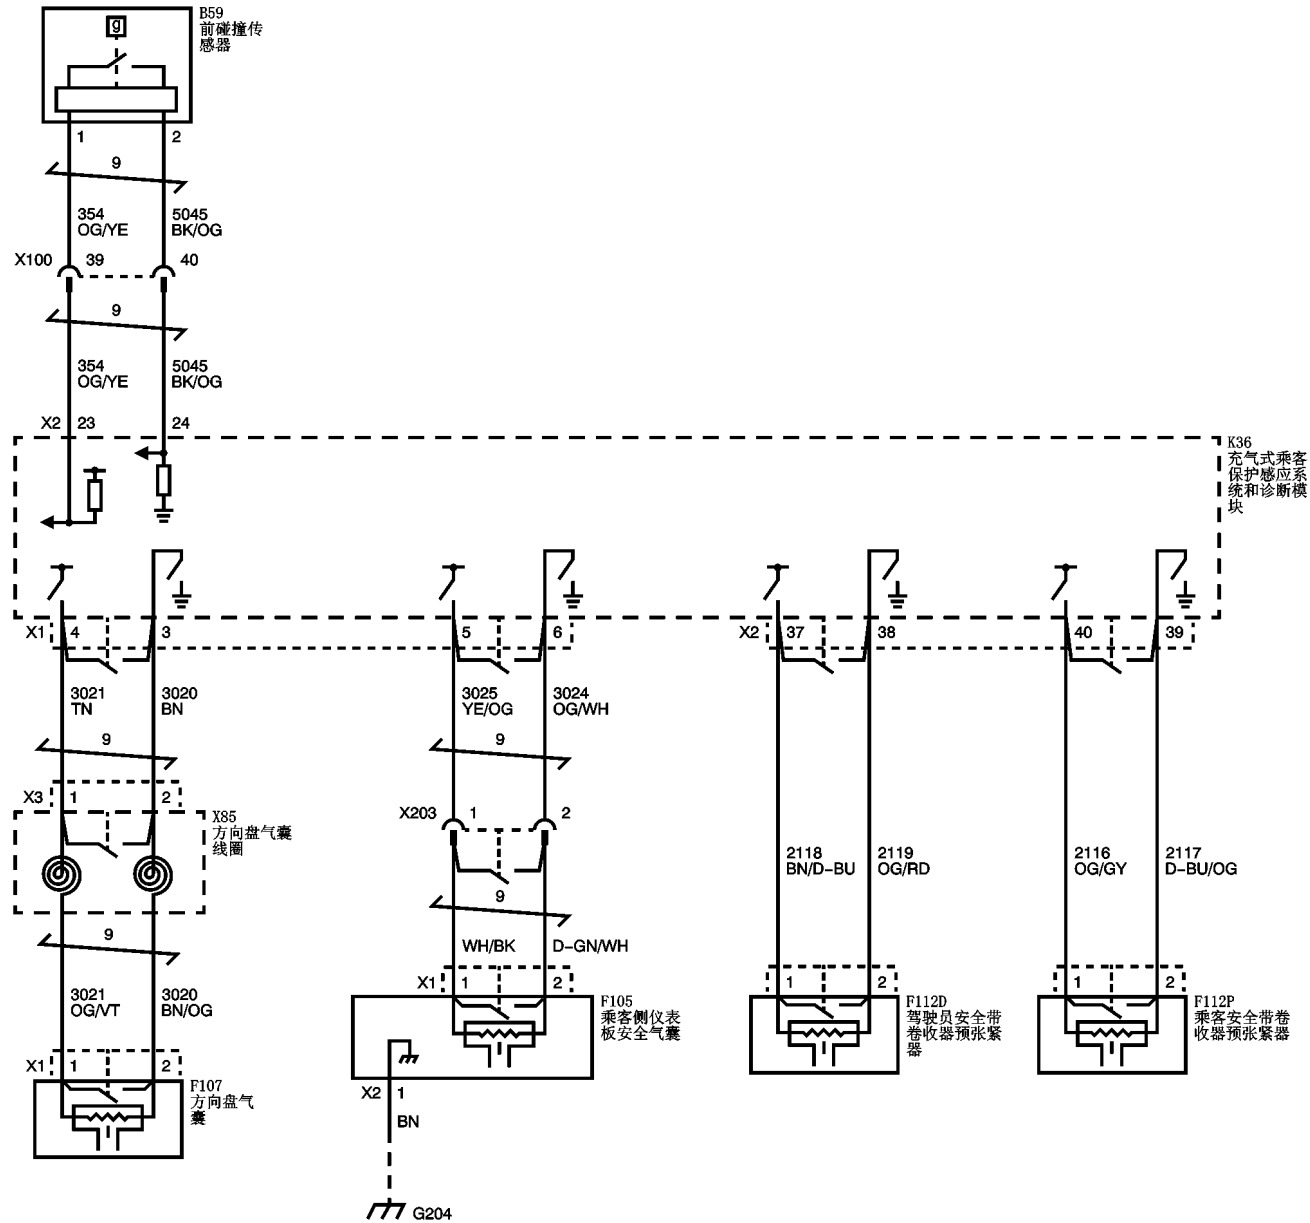 B59
前碰撞传
感器
g
1 2
9
354 5045
OG/YE BK/OG
X100 39 40
9
354 5045
OG/YE BK/OG
X2 23 24
K36
充气式乘客
保护感应系
统和诊断模
块
X1 4 3 5 6 X2 37 38 40 39
3021 3020 3025 3024
TN BN YE/OG OG/WH
9 9
X3 1 2 X203 1 2
X85
方向盘气囊
线圈
2118 2119 2116 2117
BN/D-BU OG/RD OG/GY D-BU/OG
9 9
WH/BK D-GN/WH
X1 1 2 1 2 1 2
3021 3020
OG/VT BN/OG
F105
乘客侧仪表
板安全气囊
F112D
驾驶员安全带
卷收器预张紧
器
F112P
乘客安全带卷
收器预张紧器
X1 1 2
F107
方向盘气
囊
X2 1
BN
G204